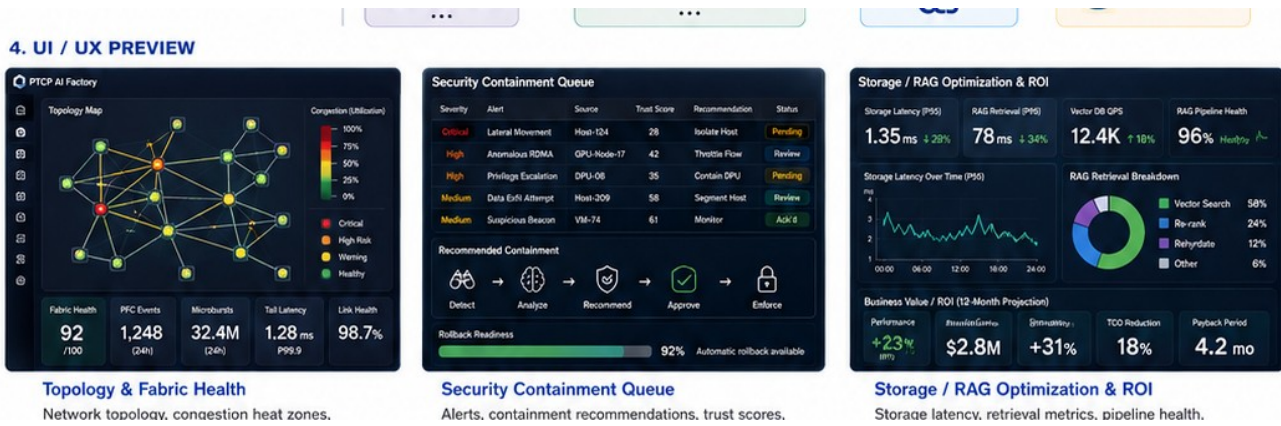 4. UI / UX PREVIEW
PTCP AI Factory
Topology Map
Congestion (Utilization)
100%
75%
50%
25%
0%
Critical
High Risk
Warning
Healthy
Fabric Health
92
/100
PFC Events
1,248
(24h)
Microbursts
32.4M
(24h)
Tail Latency
1.28 ms
P99.9
Link Health
98.7%
Topology & Fabric Health
Network topology, congestion heat zones,
Security Containment Queue
Severity Alert Source Trust Score Recommendation Status
Critical Lateral Movement Host-124 28 Isolate Host Pending
High Anomalous RDMA GPU-Node-17 42 Throttle Flow Review
High Privilege Escalation DPU-08 35 Contain DPU Pending
Medium Data Exfil Attempt Host-209 58 Segment Host Review
Medium Suspicious Beacon VM-74 61 Monitor Ack'd
Recommended Containment
Detect → Analyze → Recommend → Approve → Enforce
Rollback Readiness
92% Automatic rollback available
Security Containment Queue
Alerts, containment recommendations, trust scores,
Storage / RAG Optimization & ROI
Storage Latency (P95)
1.35 ms ↓ 29%
RAG Retrieval (P95)
78 ms ↓ 34%
Vector DB QPS
12.4K ↑ 18%
RAG Pipeline Health
96% Healthy
Storage Latency Over Time (P95)
ms
4
3
2
1
00:00 06:00 12:00 18:00 24:00
RAG Retrieval Breakdown
Vector Search 58%
Re-rank 24%
Rehydrate 12%
Other 6%
Business Value / ROI (12-Month Projection)
Performance
+23%
$2.8M
+31%
TCO Reduction
18%
Payback Period
4.2 mo
Storage / RAG Optimization & ROI
Storage latency, retrieval metrics, pipeline health,